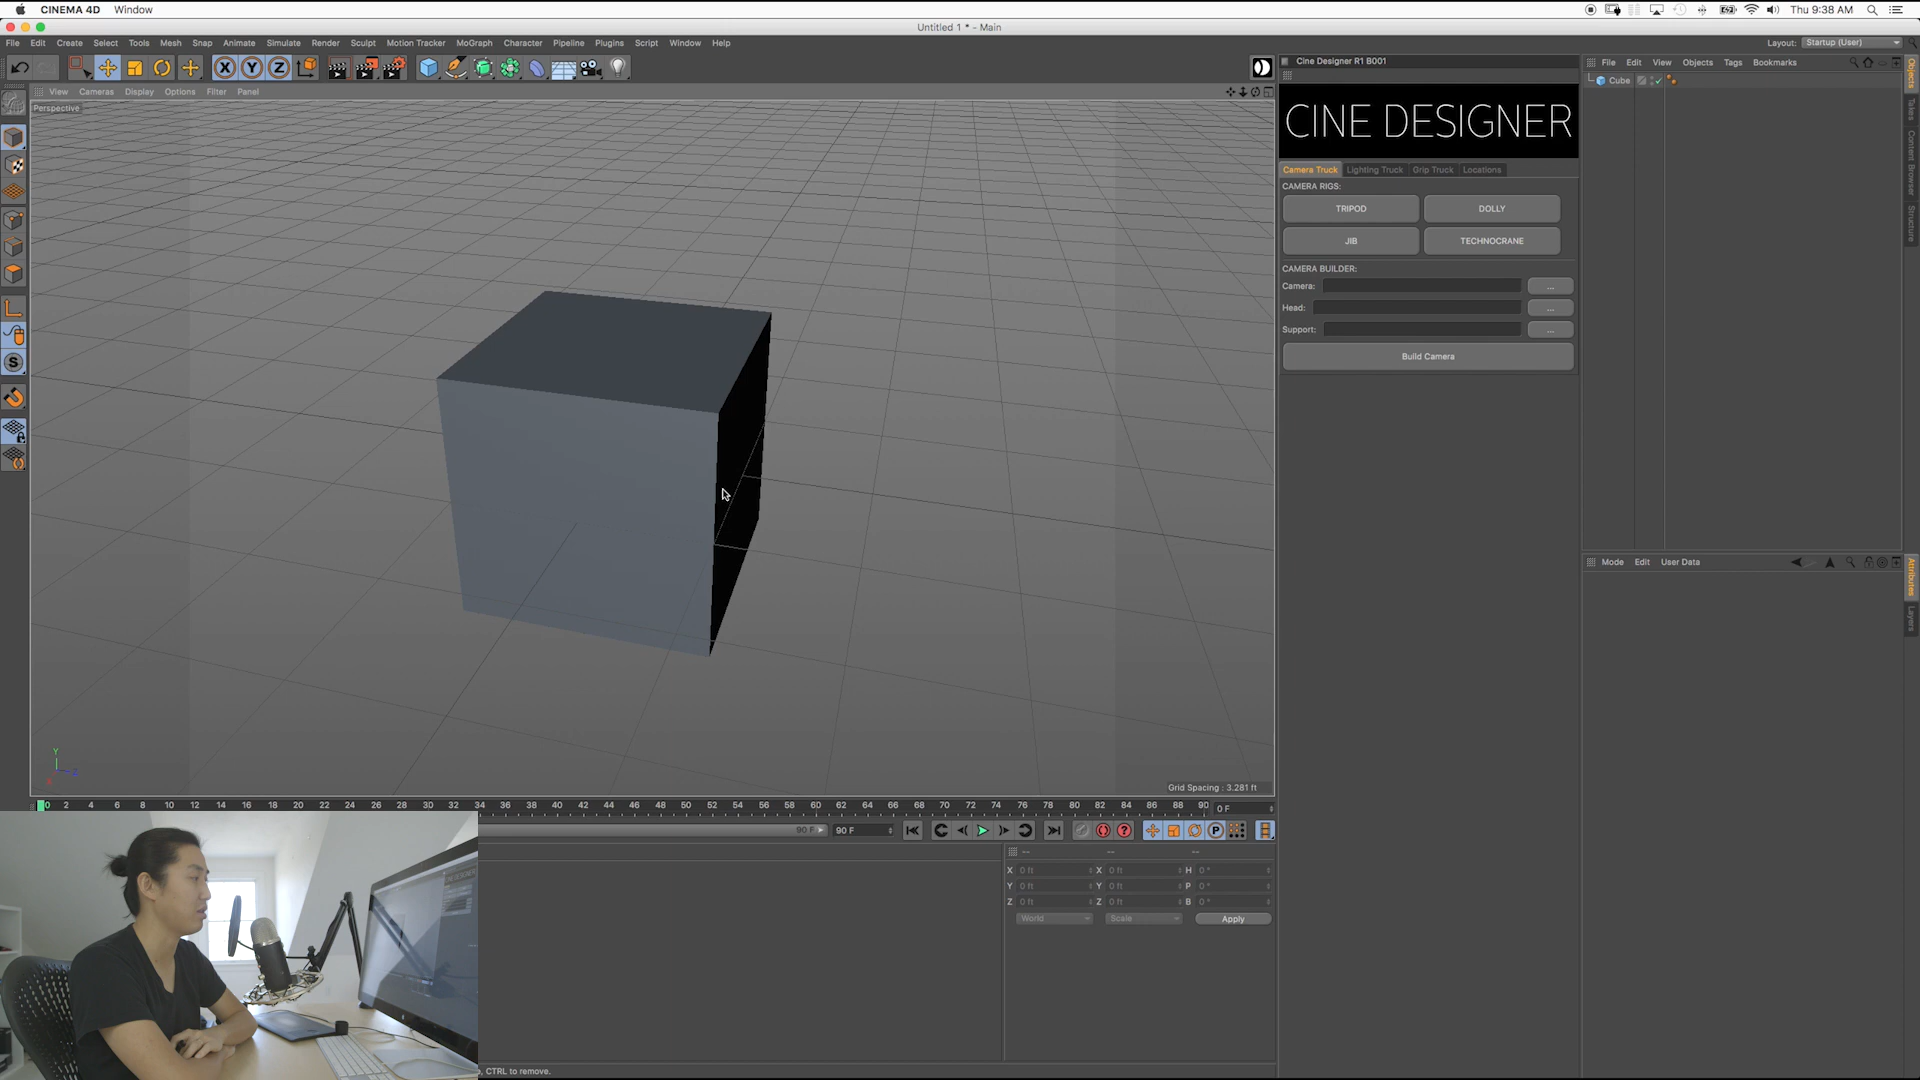 CINEMA 4D Window Thu 9:38 AM
Untitled 1 * - Main
File Edit Create Select Tools Mesh Snap Animate Simulate Render Sculpt Motion Tracker MoGraph Character Pipeline Plugins Script Window Help Layout: Startup (User)
X Y Z
Cine Designer R1 B001
File Edit View Objects Tags Bookmarks
Cube
View Cameras Display Options Filter Panel
Perspective
CINE DESIGNER
Camera Truck Lighting Truck Grip Truck Locations
CAMERA RIGS:
TRIPOD DOLLY
JIB TECHNOCRANE
CAMERA BUILDER:
Camera: ...
Head: ...
Support: ...
Build Camera
Objects
Takes
Content Browser
Structure
S
Mode Edit User Data
Attributes
Layers
Y
Z
X
Grid Spacing : 3.281 ft
0 2 4 6 8 10 12 14 16 18 20 22 24 26 28 30 32 34 36 38 40 42 44 46 48 50 52 54 56 58 60 62 64 66 68 70 72 74 76 78 80 82 84 86 88 90 0 F
90 F 90 F ? P
-- -- --
X 0 ft X 0 ft H 0 °
Y 0 ft Y 0 ft P 0 °
Z 0 ft Z 0 ft B 0 °
World Scale Apply
, CTRL to remove.